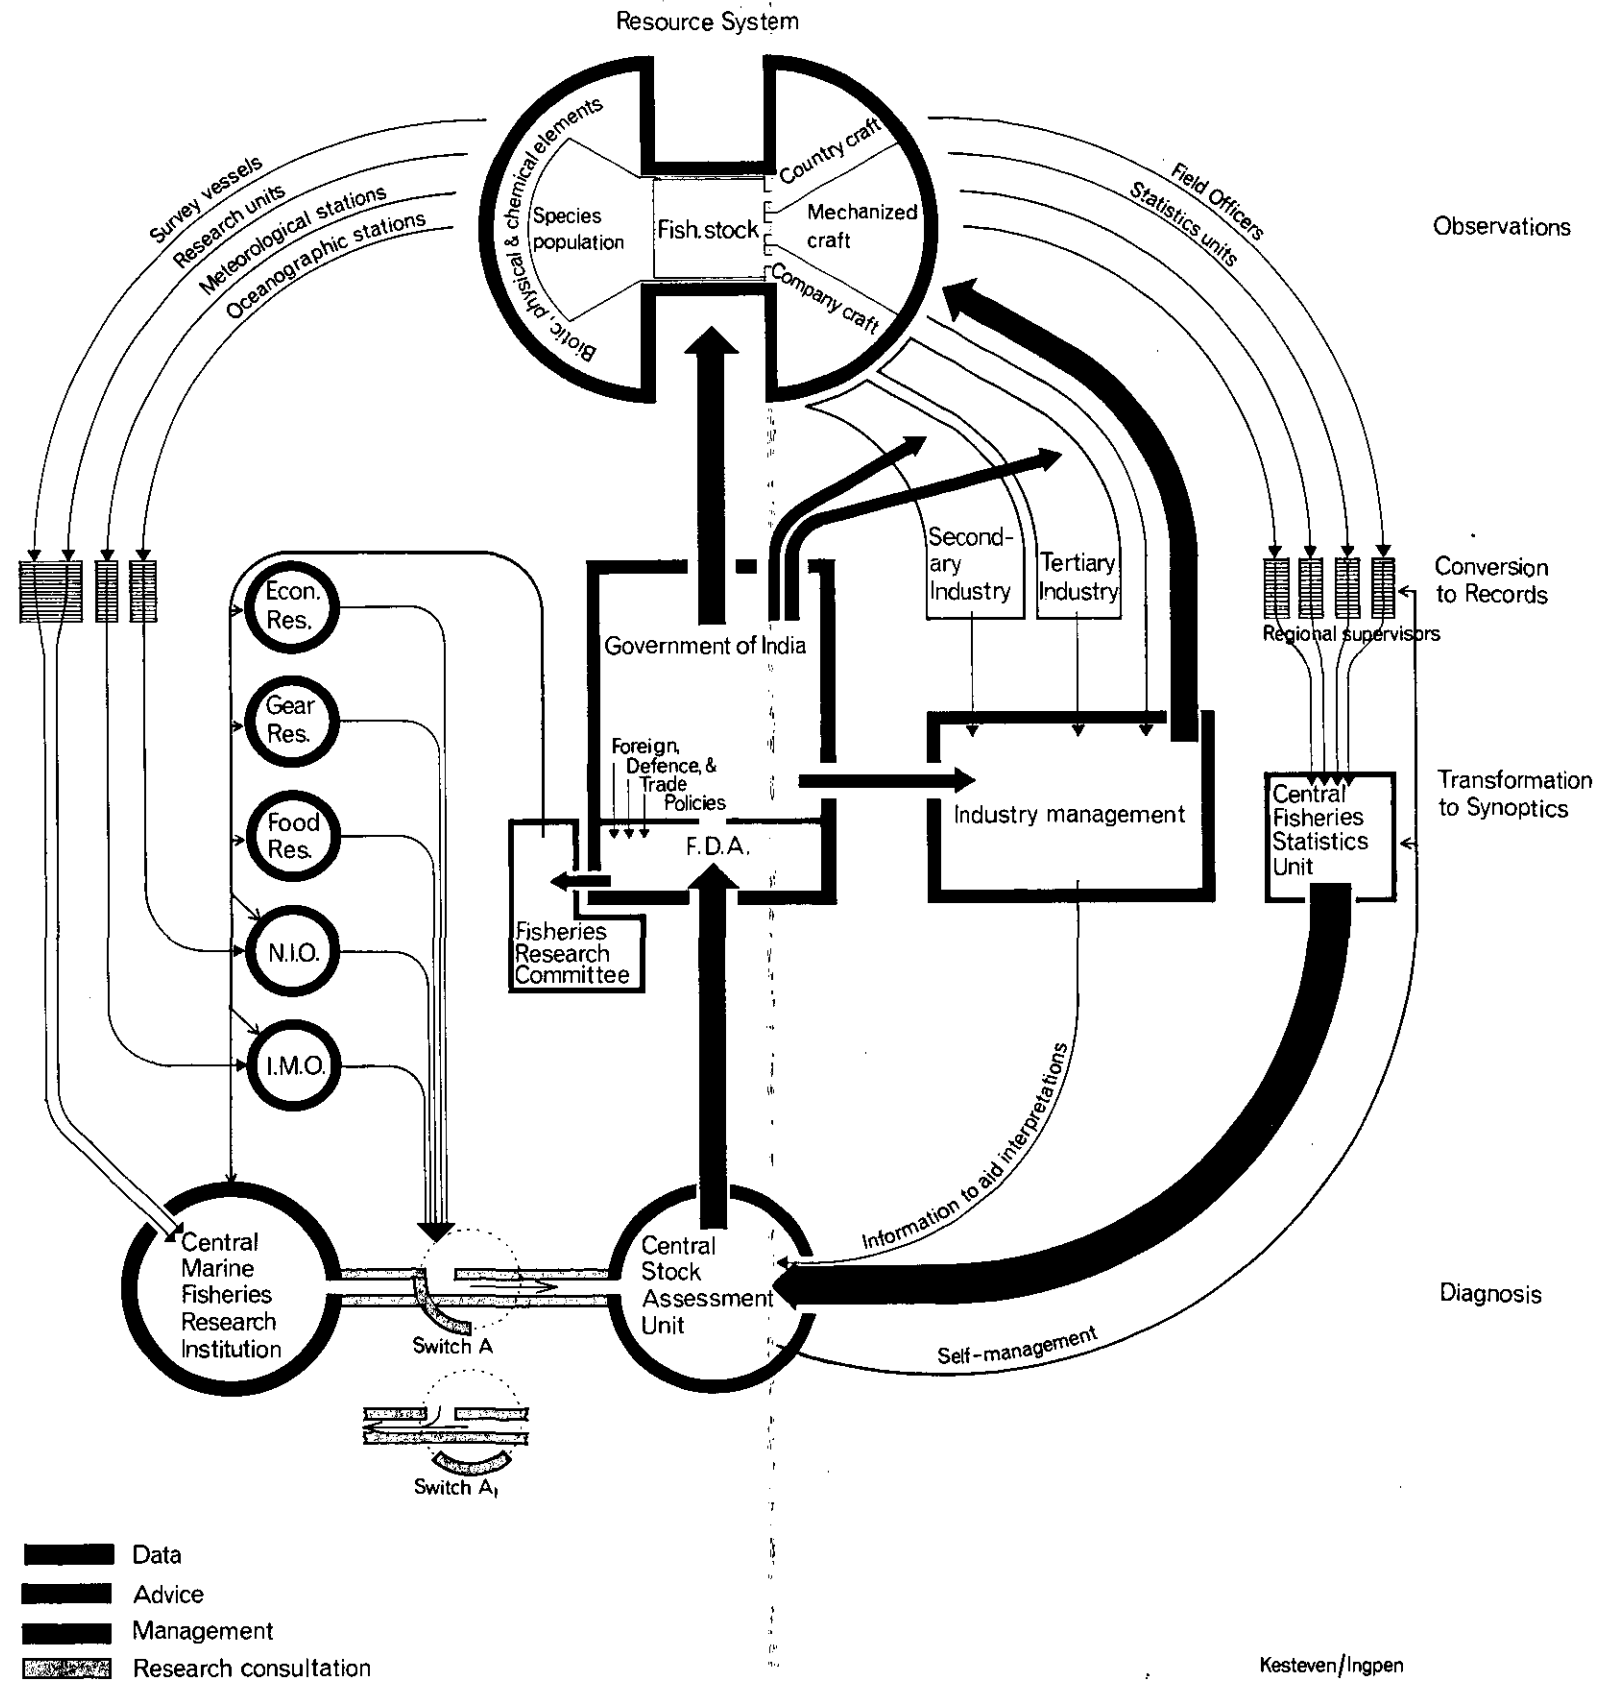 Resource System
Biotic, physical & chemical elements
Species
population
Fish.stock
Country craft
Mechanized
craft
Company craft
Survey vessels
Research units
Meteorological stations
Oceanographic stations
Field Officers
Statistics units
Observations
Econ.
Res.
Gear
Res.
Food
Res.
N.I.O.
I.M.O.
Government of India
Foreign,
Defence, &
Trade
Policies
F.D.A.
Fisheries
Research
Committee
Second-
ary
Industry
Tertiary
Industry
Industry management
Regional supervisors
Conversion
to Records
Central
Fisheries
Statistics
Unit
Transformation
to Synoptics
Information to aid interpretations
Central
Marine
Fisheries
Research
Institution
Switch A
Central
Stock
Assessment
Unit
Self-management
Diagnosis
Switch A₁
Data
Advice
Management
Research consultation
Kesteven/Ingpen